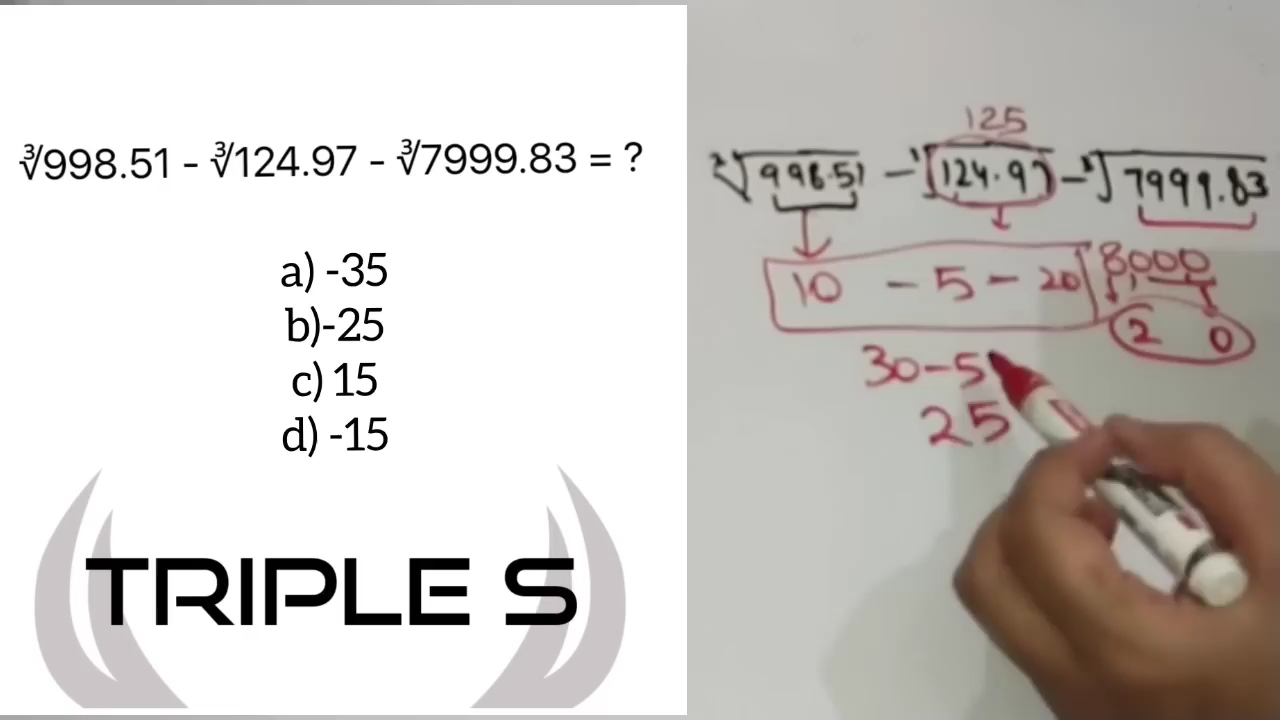 ∛998.51 - ∛124.97 - ∛7999.83 = ?
a) -35
b)-25
c) 15
d) -15
TRIPLE S
125
∛998.51 - ∛124.97 - ∛7999.83
10 - 5 - 20
8000
2 0
30-5
25